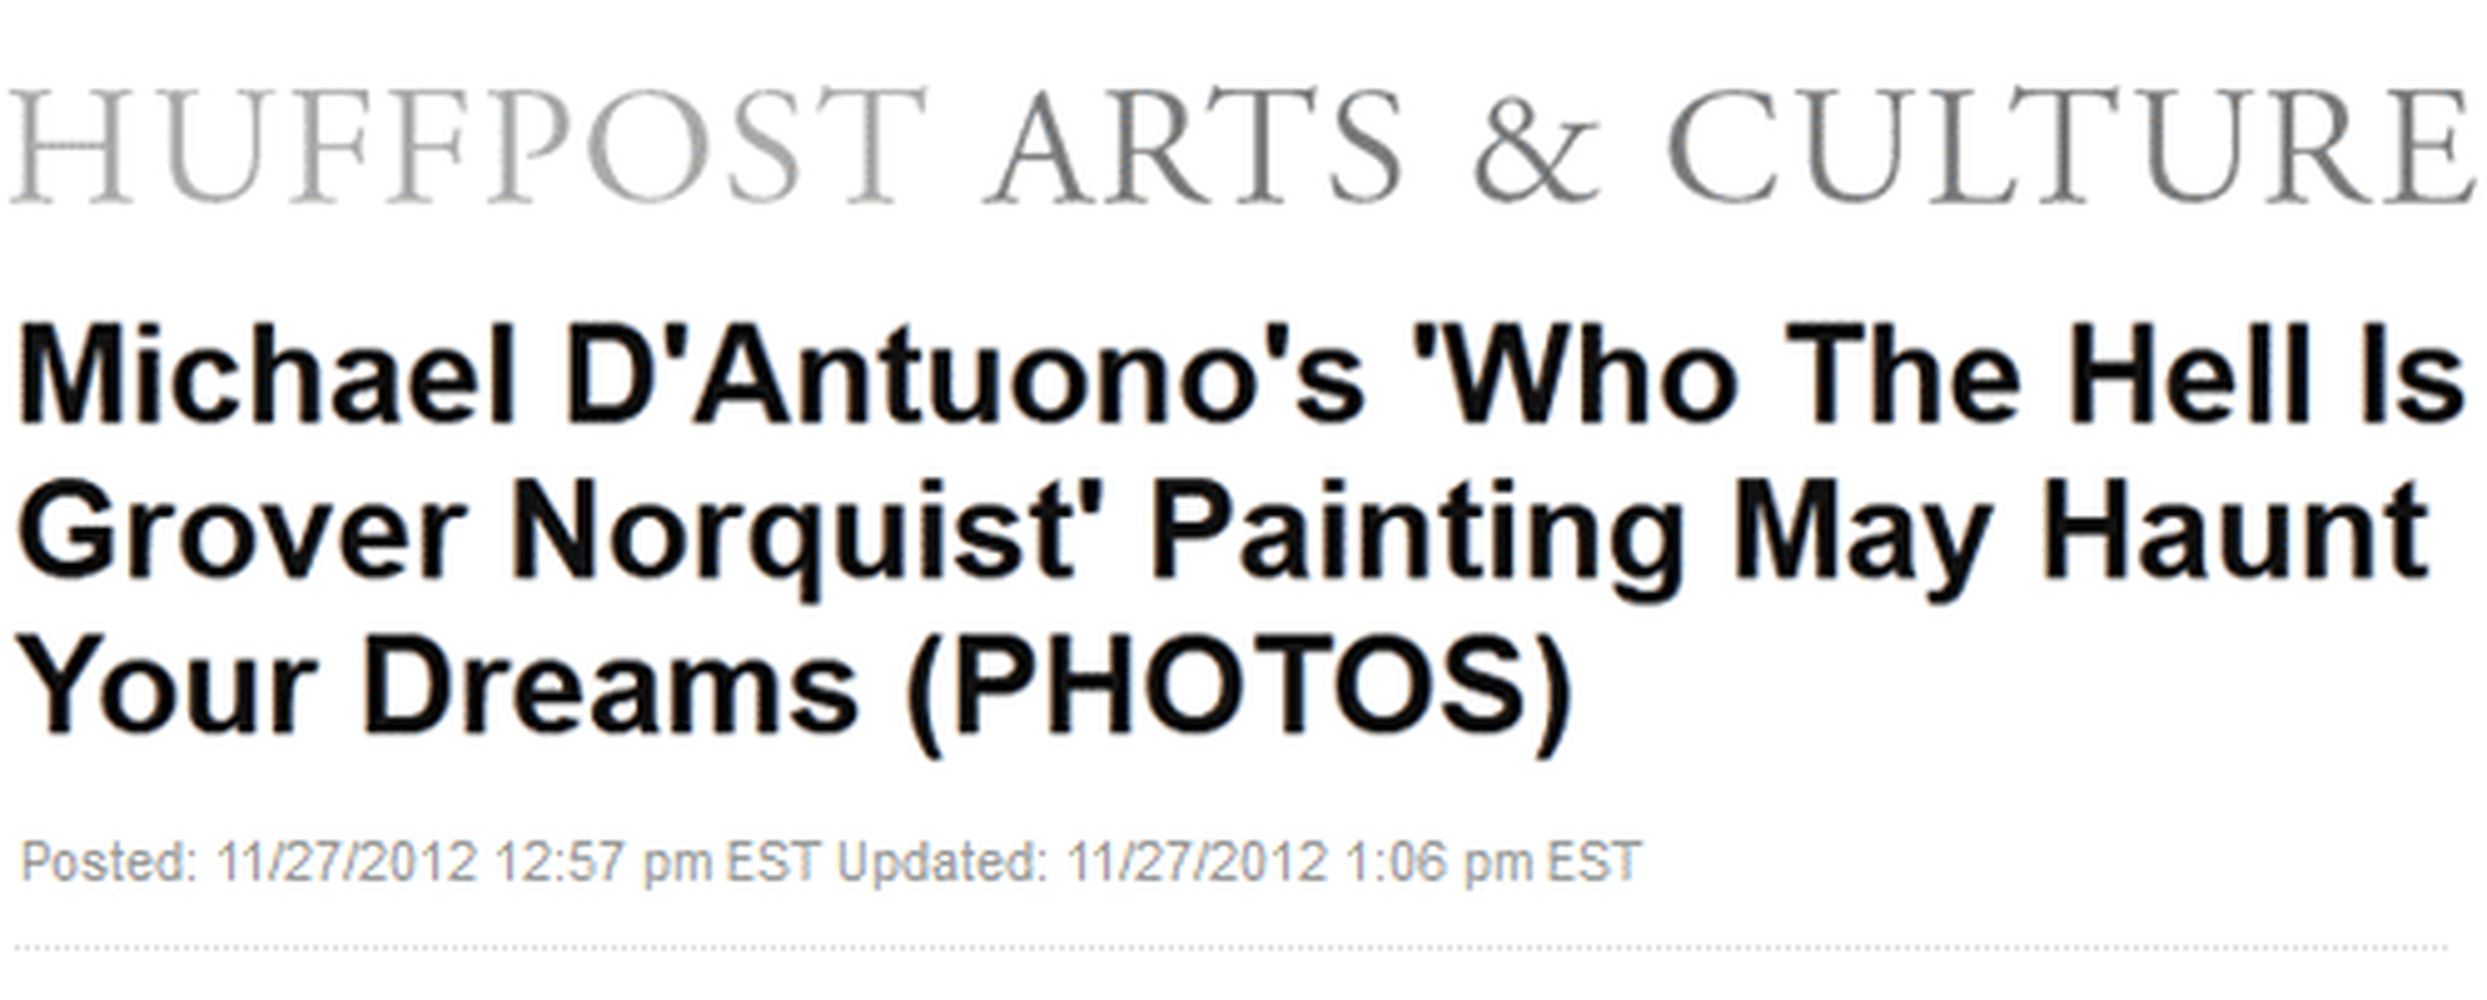 HUFFPOST ARTS & CULTURE
Michael D'Antuono's 'Who The Hell Is
Grover Norquist' Painting May Haunt
Your Dreams (PHOTOS)
Posted: 11/27/2012 12:57 pm EST Updated: 11/27/2012 1:06 pm EST